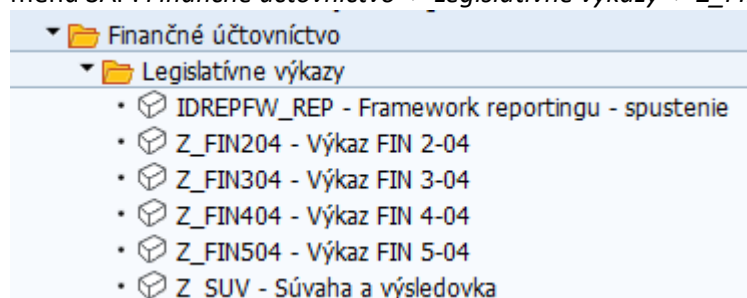 Finančné účtovníctvo
Legislatívne výkazy
IDREPFW_REP - Framework reportingu - spustenie
Z_FIN204 - Výkaz FIN 2-04
Z_FIN304 - Výkaz FIN 3-04
Z_FIN404 - Výkaz FIN 4-04
Z_FIN504 - Výkaz FIN 5-04
Z_SUV - Súvaha a výsledovka